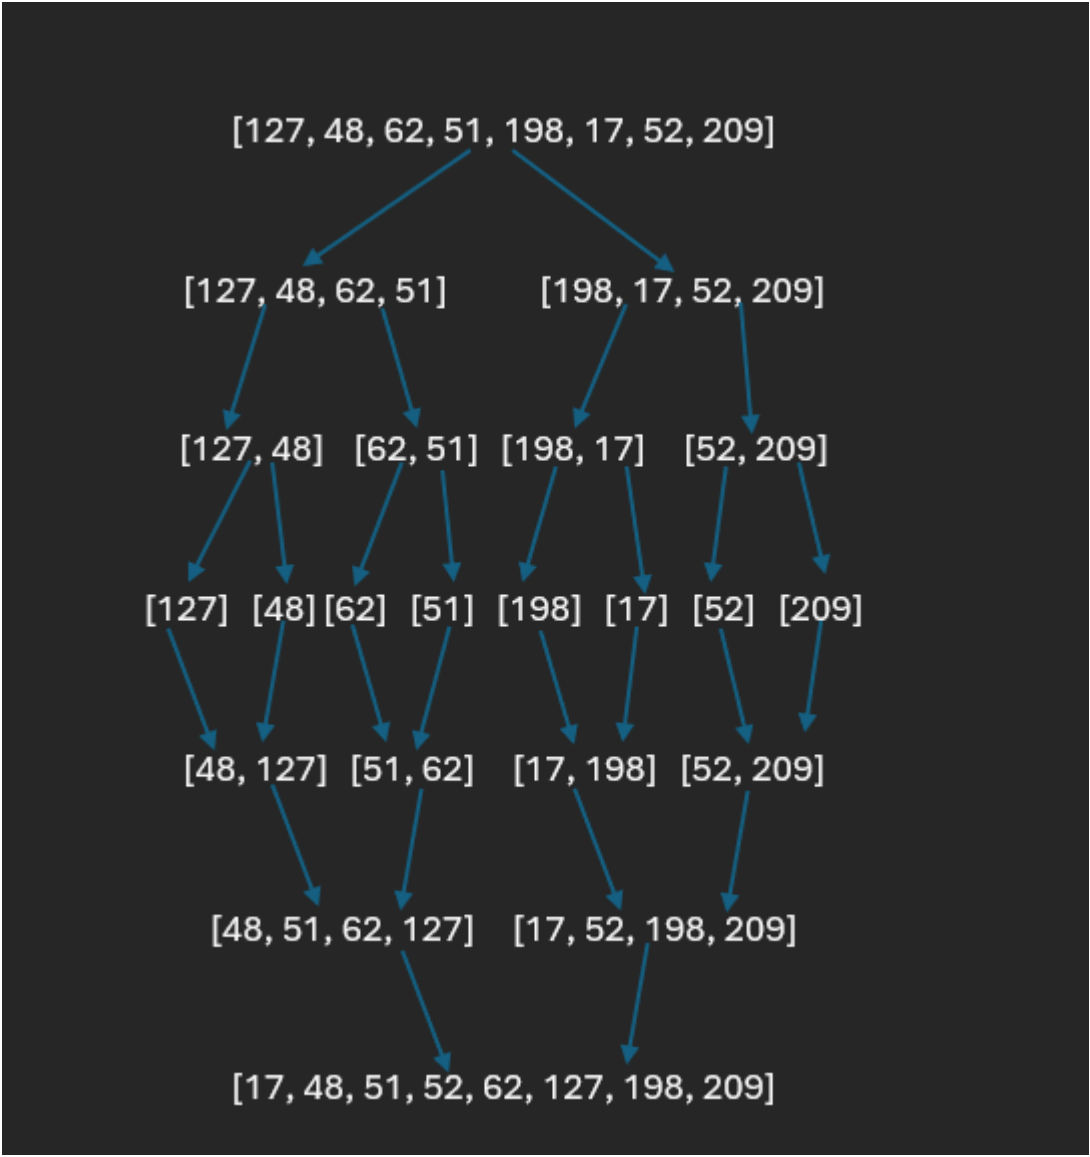 [127, 48, 62, 51, 198, 17, 52, 209]
[127, 48, 62, 51] [198, 17, 52, 209]
[127, 48] [62, 51] [198, 17] [52, 209]
[127] [48] [62] [51] [198] [17] [52] [209]
[48, 127] [51, 62] [17, 198] [52, 209]
[48, 51, 62, 127] [17, 52, 198, 209]
[17, 48, 51, 52, 62, 127, 198, 209]